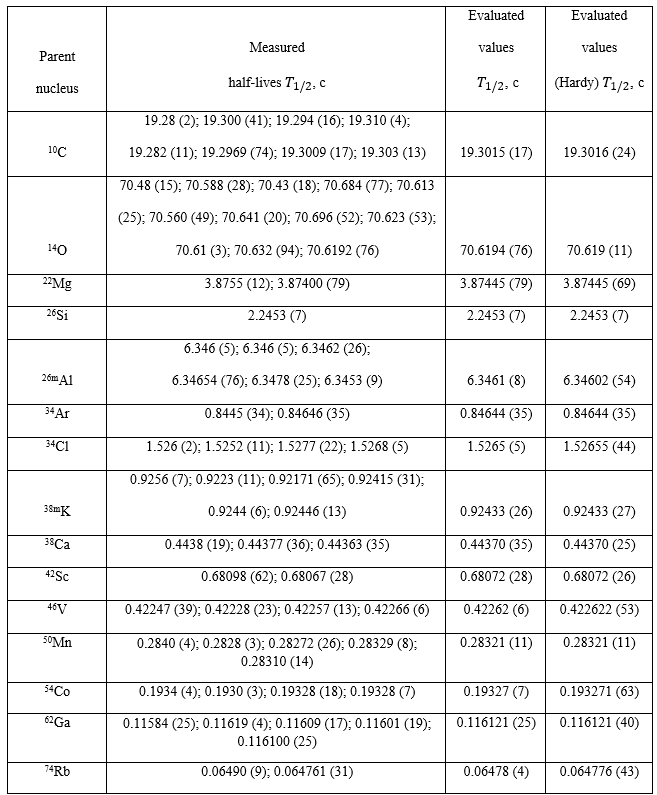 Parent nucleus Measured half-lives T1/2, c Evaluated values T1/2, c Evaluated values (Hardy) T1/2, c
19.28 (2); 19.300 (41); 19.294 (16); 19.310 (4);
¹⁰C 19.282 (11); 19.2969 (74); 19.3009 (17); 19.303 (13) 19.3015 (17) 19.3016 (24)
70.48 (15); 70.588 (28); 70.43 (18); 70.684 (77); 70.613
(25); 70.560 (49); 70.641 (20); 70.696 (52); 70.623 (53);
¹⁴O 70.61 (3); 70.632 (94); 70.6192 (76) 70.6194 (76) 70.619 (11)
²²Mg 3.8755 (12); 3.87400 (79) 3.87445 (79) 3.87445 (69)
²⁶Si 2.2453 (7) 2.2453 (7) 2.2453 (7)
6.346 (5); 6.346 (5); 6.3462 (26);
²⁶ᵐAl 6.34654 (76); 6.3478 (25); 6.3453 (9) 6.3461 (8) 6.34602 (54)
³⁴Ar 0.8445 (34); 0.84646 (35) 0.84644 (35) 0.84644 (35)
³⁴Cl 1.526 (2); 1.5252 (11); 1.5277 (22); 1.5268 (5) 1.5265 (5) 1.52655 (44)
0.9256 (7); 0.9223 (11); 0.92171 (65); 0.92415 (31);
³⁸ᵐK 0.9244 (6); 0.92446 (13) 0.92433 (26) 0.92433 (27)
³⁸Ca 0.4438 (19); 0.44377 (36); 0.44363 (35) 0.44370 (35) 0.44370 (25)
⁴²Sc 0.68098 (62); 0.68067 (28) 0.68072 (28) 0.68072 (26)
⁴⁶V 0.42247 (39); 0.42228 (23); 0.42257 (13); 0.42266 (6) 0.42262 (6) 0.422622 (53)
⁵⁰Mn 0.2840 (4); 0.2828 (3); 0.28272 (26); 0.28329 (8); 0.28321 (11) 0.28321 (11)
0.28310 (14)
⁵⁴Co 0.1934 (4); 0.1930 (3); 0.19328 (18); 0.19328 (7) 0.19327 (7) 0.193271 (63)
⁶²Ga 0.11584 (25); 0.11619 (4); 0.11609 (17); 0.11601 (19); 0.116121 (25) 0.116121 (40)
0.116100 (25)
⁷⁴Rb 0.06490 (9); 0.064761 (31) 0.06478 (4) 0.064776 (43)